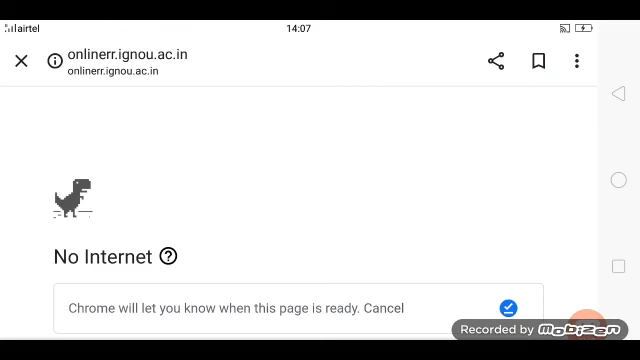 airtel
14:07
onlinerr.ignou.ac.in
onlinerr.ignou.ac.in
No Internet
Chrome will let you know when this page is ready. Cancel
Recorded by Mobizen